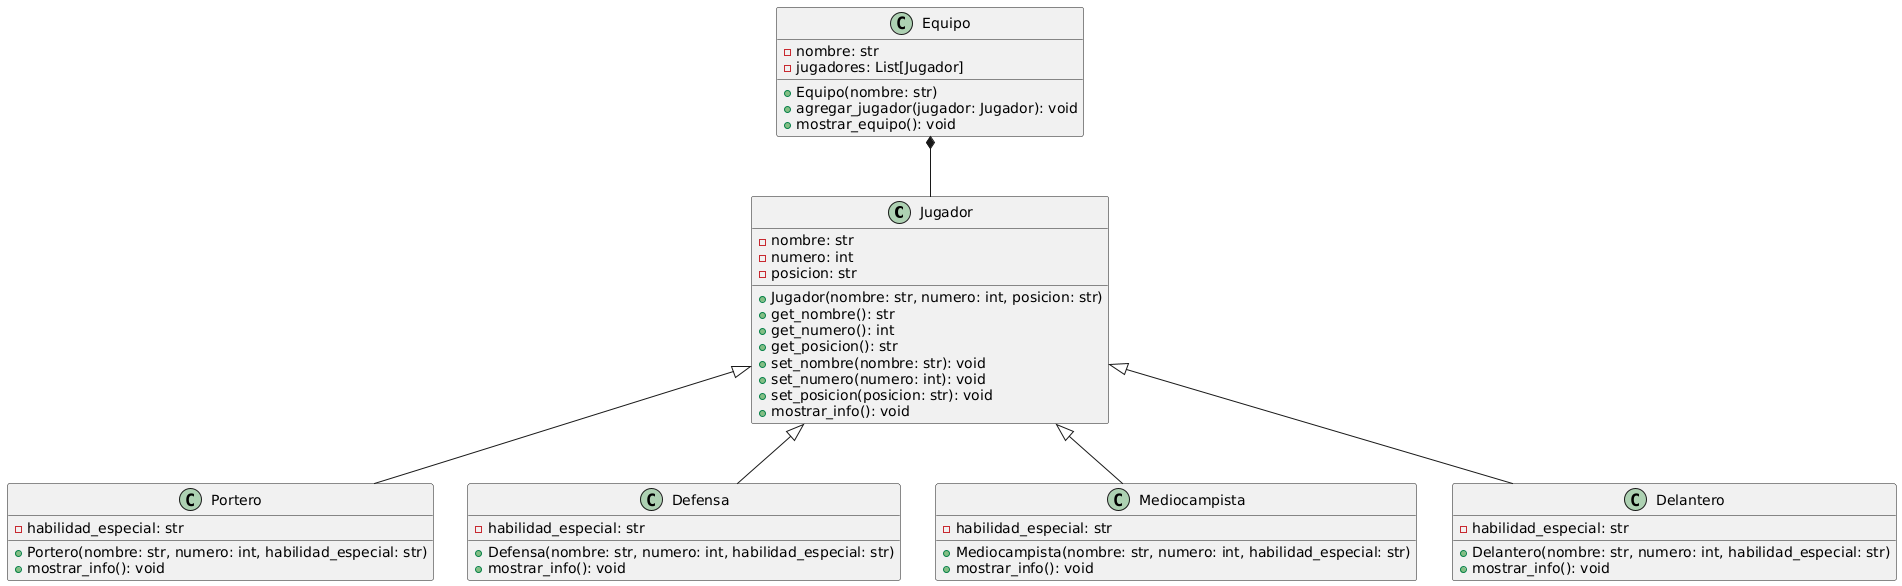 C Equipo
nombre: str
jugadores: List[Jugador]
Equipo(nombre: str)
agregar_jugador(jugador: Jugador): void
mostrar_equipo(): void
C Jugador
nombre: str
numero: int
posicion: str
Jugador(nombre: str, numero: int, posicion: str)
get_nombre(): str
get_numero(): int
get_posicion(): str
set_nombre(nombre: str): void
set_numero(numero: int): void
set_posicion(posicion: str): void
mostrar_info(): void
C Portero
habilidad_especial: str
Portero(nombre: str, numero: int, habilidad_especial: str)
mostrar_info(): void
C Defensa
habilidad_especial: str
Defensa(nombre: str, numero: int, habilidad_especial: str)
mostrar_info(): void
C Mediocampista
habilidad_especial: str
Mediocampista(nombre: str, numero: int, habilidad_especial: str)
mostrar_info(): void
C Delantero
habilidad_especial: str
Delantero(nombre: str, numero: int, habilidad_especial: str)
mostrar_info(): void